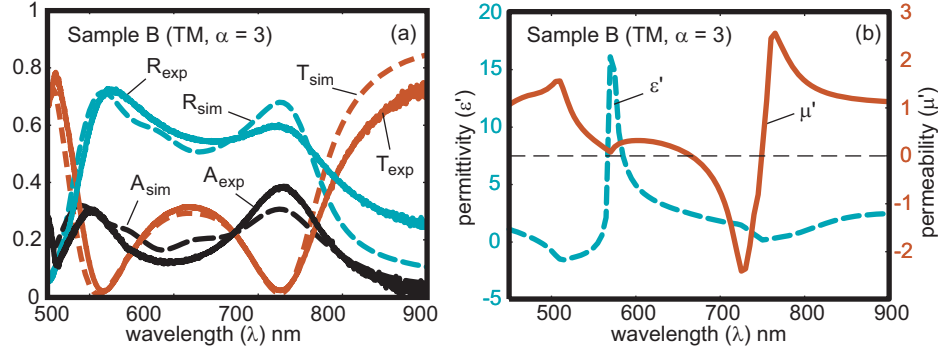 1
0.8
0.6
0.4
0.2
0
Sample B (TM, α = 3)
(a)
R_exp
T_sim
R_sim
T_exp
A_sim
A_exp
500 600 700 800 900
wavelength (λ) nm
20
15
10
5
0
-5
permittivity (ε')
Sample B (TM, α = 3)
(b)
ε'
μ'
3
2
1
0
-1
-2
permeability (μ')
500 600 700 800 900
wavelength (λ) nm